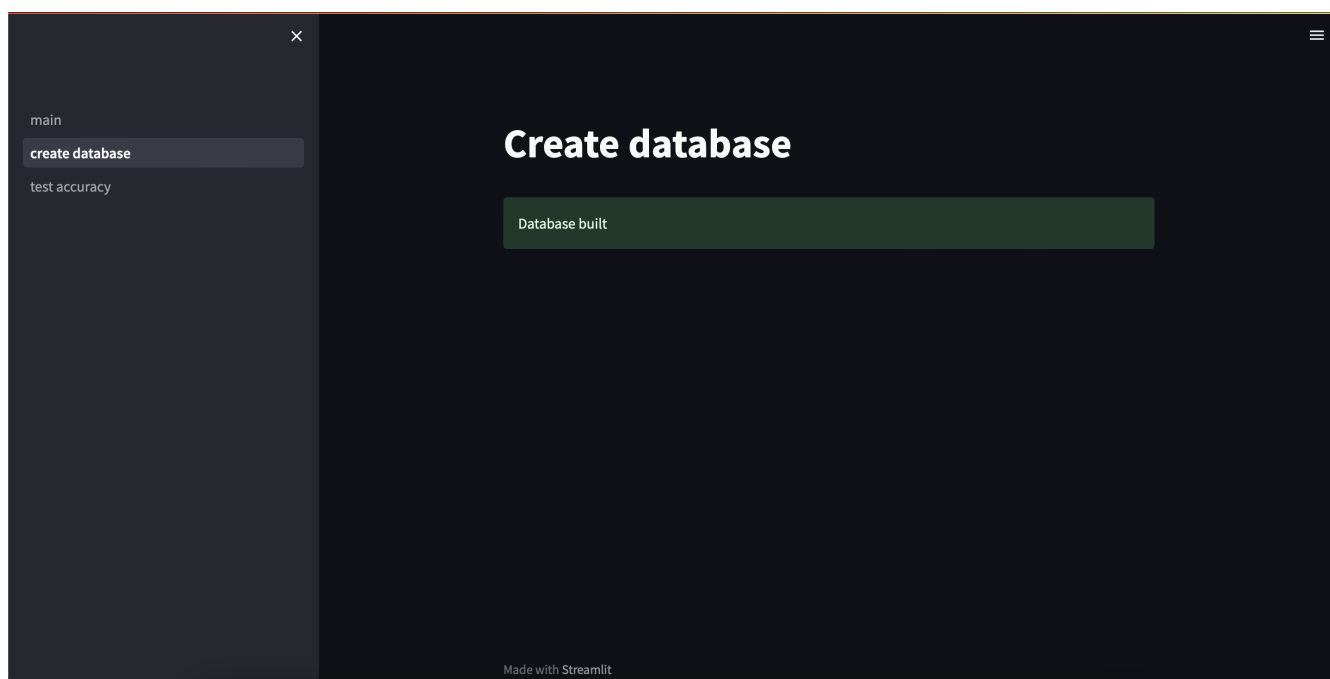 main
create database
test accuracy
Create database
Database built
Made with Streamlit